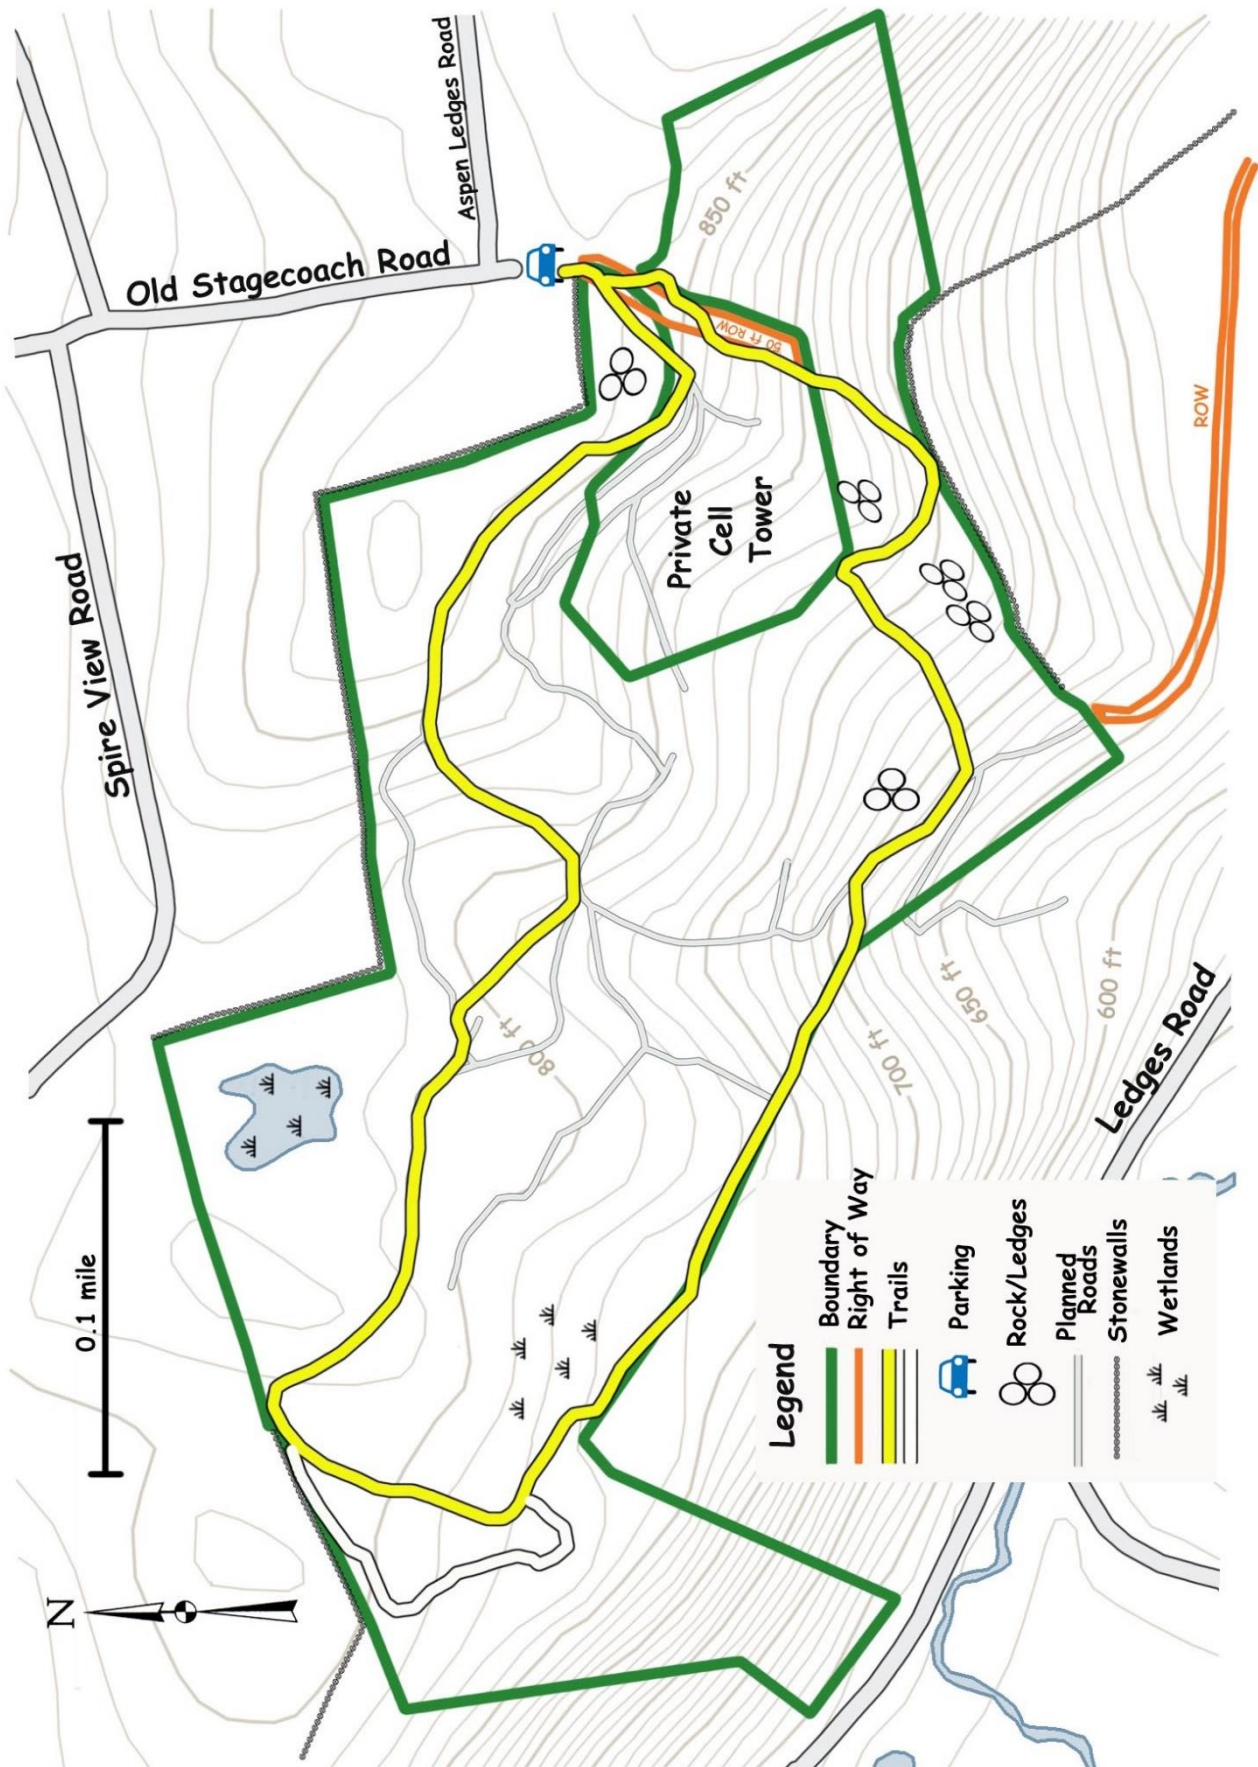 Aspen Ledges Road
Old Stagecoach Road
850 ft
50 ft ROW
ROW
Spire View Road
Private
Cell
Tower
800 ft
650 ft
600 ft
700 ft
Ledges Road
0.1 mile
N
Legend
Boundary
Right of Way
Trails
Parking
Rock/Ledges
Planned
Roads
Stonewalls
Wetlands